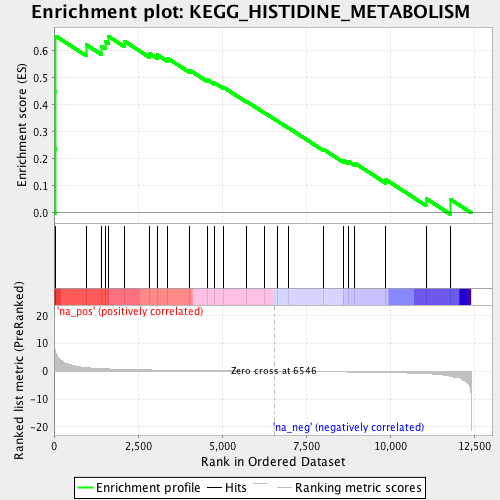 Enrichment plot: KEGG_HISTIDINE_METABOLISM
Enrichment score (ES)
0.6
0.5
0.4
0.3
0.2
0.1
0.0
'na_pos' (positively correlated)
Ranked list metric (PreRanked)
20
10
0
-10
-20
Zero cross at 6546
'na_neg' (negatively correlated)
0
2,500
5,000
7,500
10,000
12,500
Rank in Ordered Dataset
Enrichment profile
Hits
Ranking metric scores